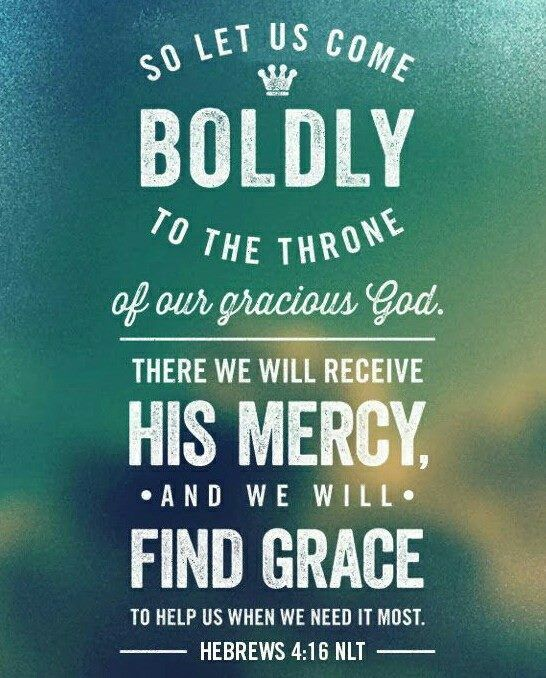 SO LET US COME
BOLDLY
TO THE THRONE
of our gracious God.
THERE WE WILL RECEIVE
HIS MERCY,
•AND WE WILL•
FIND GRACE
TO HELP US WHEN WE NEED IT MOST.
HEBREWS 4:16 NLT